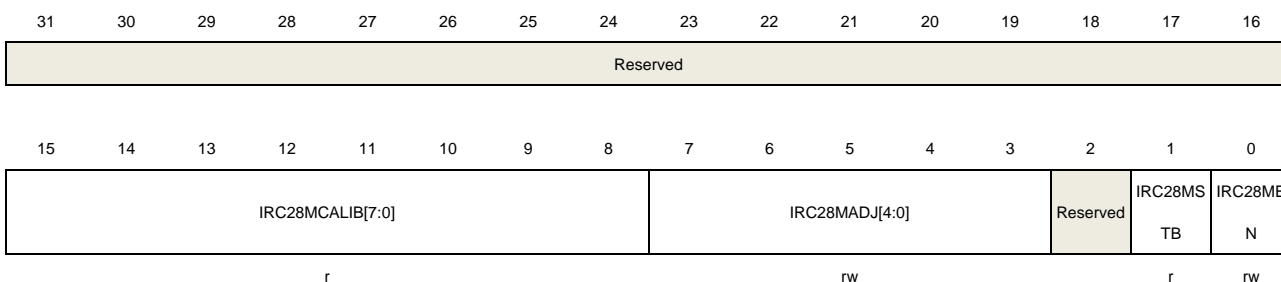 31 30 29 28 27 26 25 24 23 22 21 20 19 18 17 16
Reserved
15 14 13 12 11 10 9 8 7 6 5 4 3 2 1 0
IRC28MCALIB[7:0] IRC28MADJ[4:0] Reserved IRC28MS IRC28ME
TB N
r rw r rw